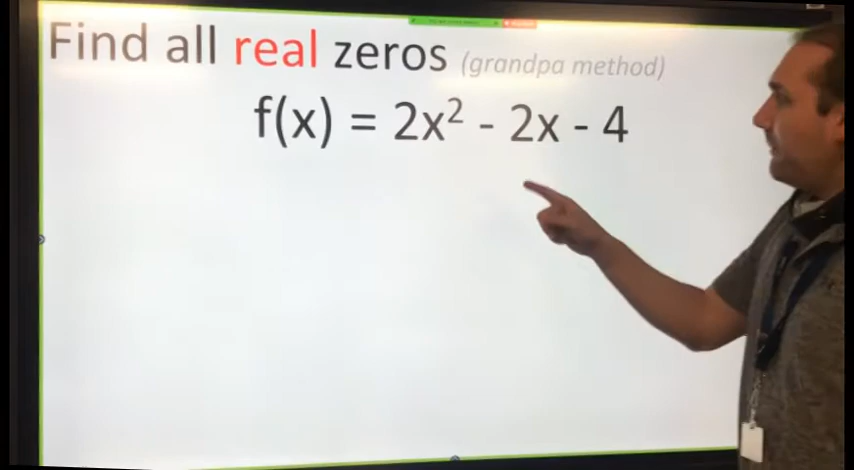 Find all real zeros (grandpa method)
f(x) = 2x² - 2x - 4